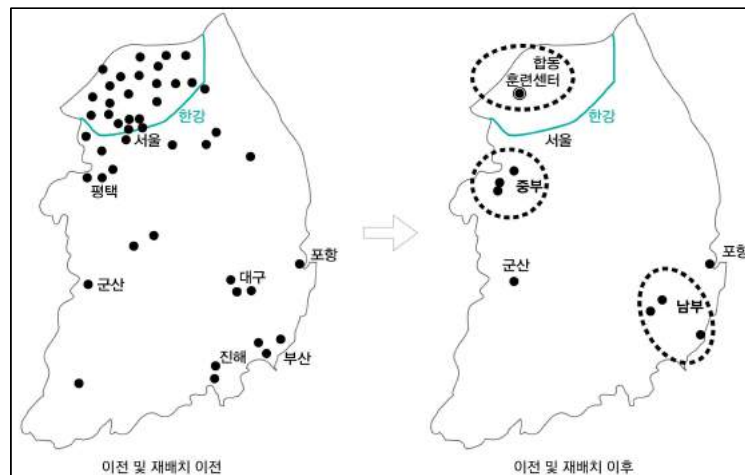 한강
서울
평택
군산
대구
포항
진해
부산
이전 및 재배치 이전
합동
훈련센터
한강
서울
중부
군산
포항
남부
이전 및 재배치 이후